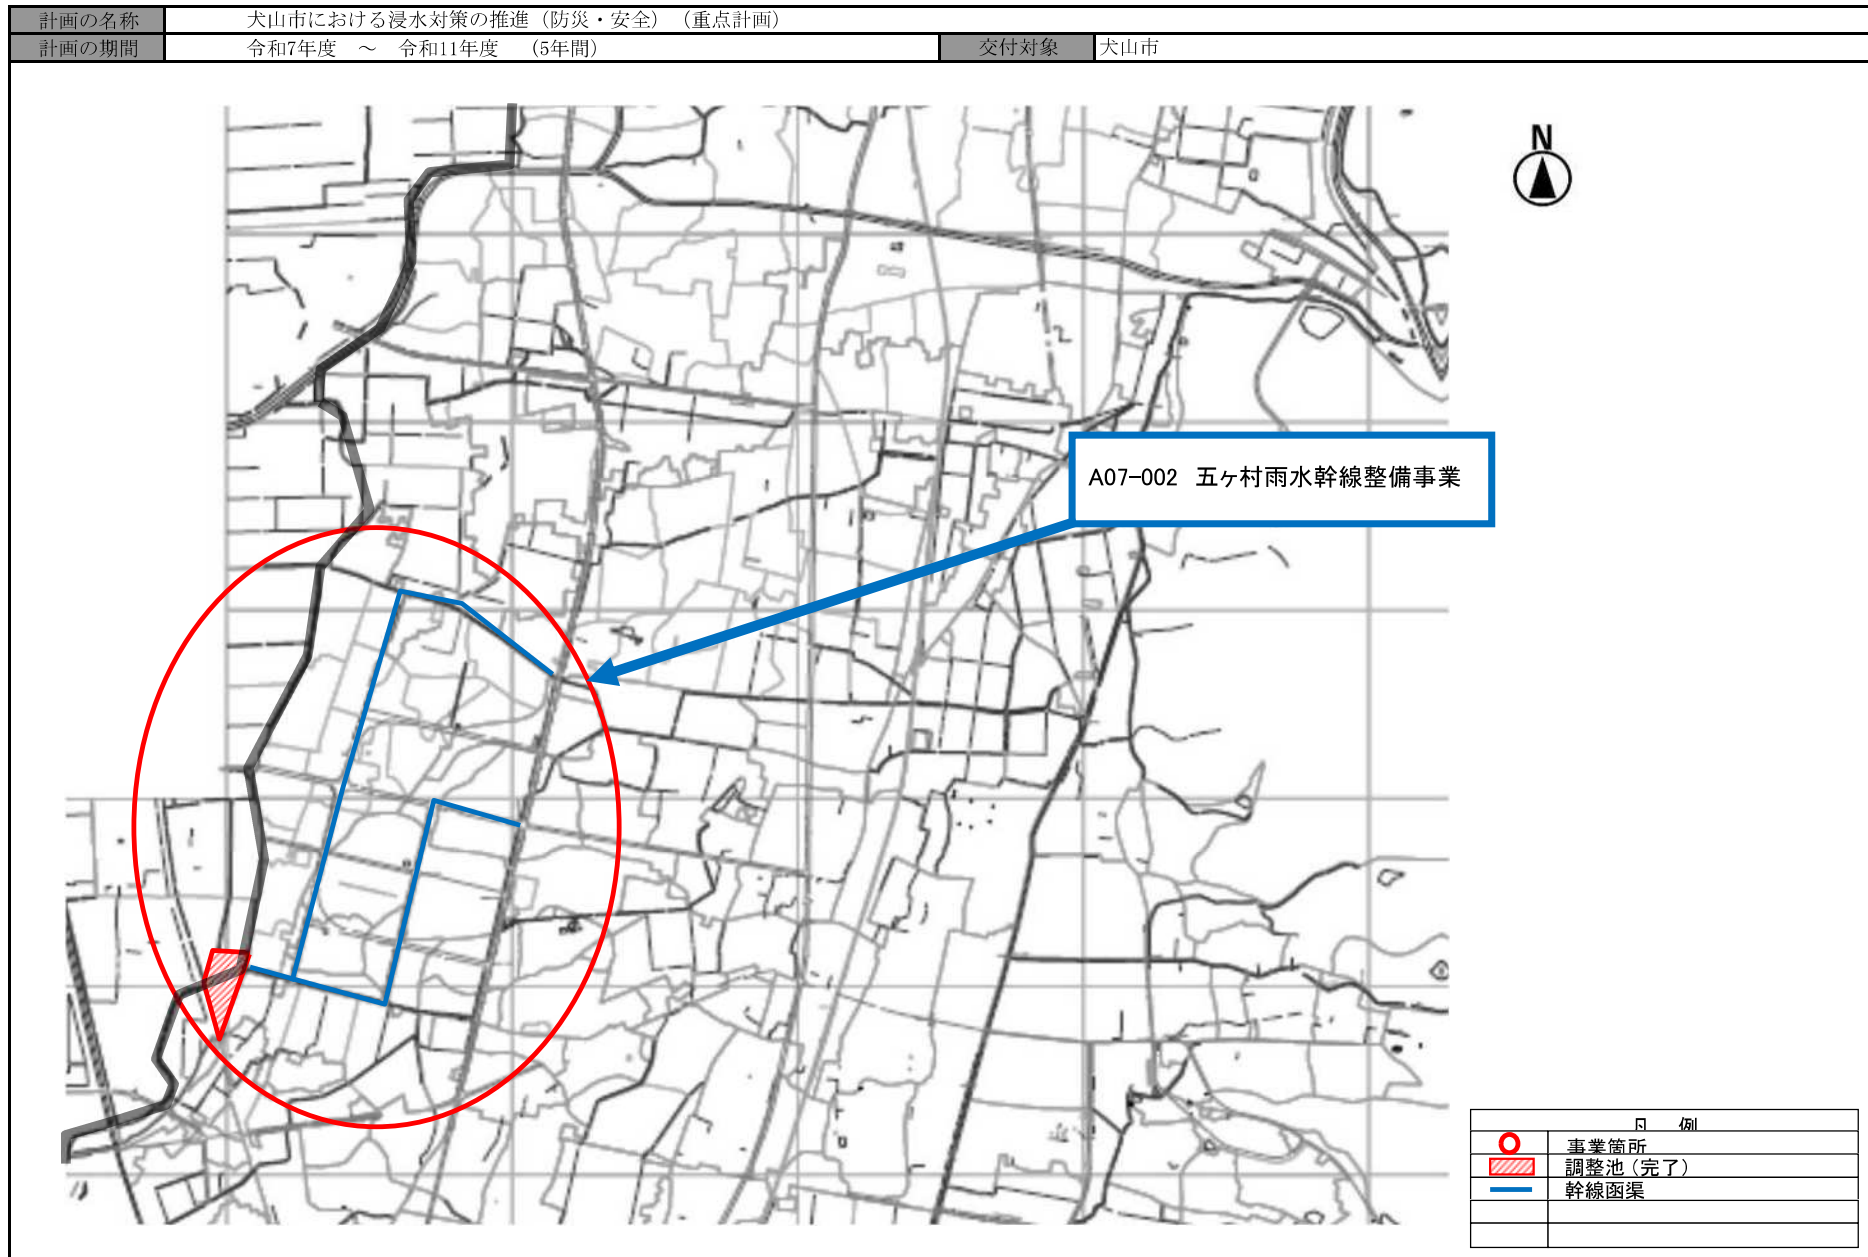 計画の名称 犬山市における浸水対策の推進（防災・安全）（重点計画）
計画の期間 令和7年度 ～ 令和11年度 （5年間） 交付対象 犬山市
N
A07-002 五ヶ村雨水幹線整備事業
凡 例
事業箇所
調整池（完了）
幹線函渠